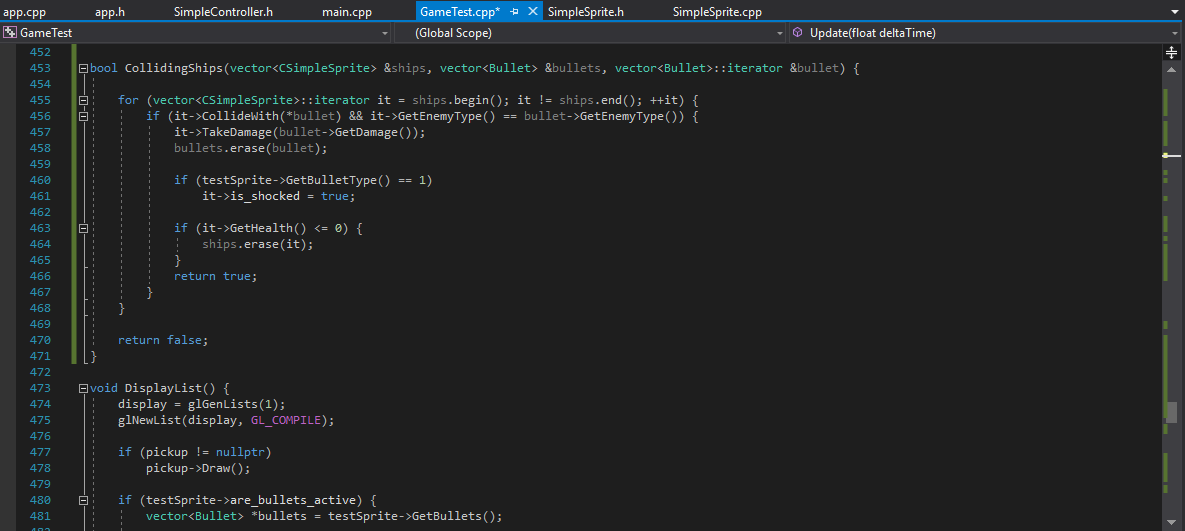 app.cpp app.h SimpleController.h main.cpp GameTest.cpp* SimpleSprite.h SimpleSprite.cpp
GameTest (Global Scope) Update(float deltaTime)
452
453 bool CollidingShips(vector<CSimpleSprite> &ships, vector<Bullet> &bullets, vector<Bullet>::iterator &bullet) {
454
455 for (vector<CSimpleSprite>::iterator it = ships.begin(); it != ships.end(); ++it) {
456 if (it->CollideWith(*bullet) && it->GetEnemyType() == bullet->GetEnemyType()) {
457 it->TakeDamage(bullet->GetDamage());
458 bullets.erase(bullet);
459
460 if (testSprite->GetBulletType() == 1)
461 it->is_shocked = true;
462
463 if (it->GetHealth() <= 0) {
464 ships.erase(it);
465 }
466 return true;
467 }
468 }
469
470 return false;
471 }
472
473 void DisplayList() {
474 display = glGenLists(1);
475 glNewList(display, GL_COMPILE);
476
477 if (pickup != nullptr)
478 pickup->Draw();
479
480 if (testSprite->are_bullets_active) {
481 vector<Bullet> *bullets = testSprite->GetBullets();